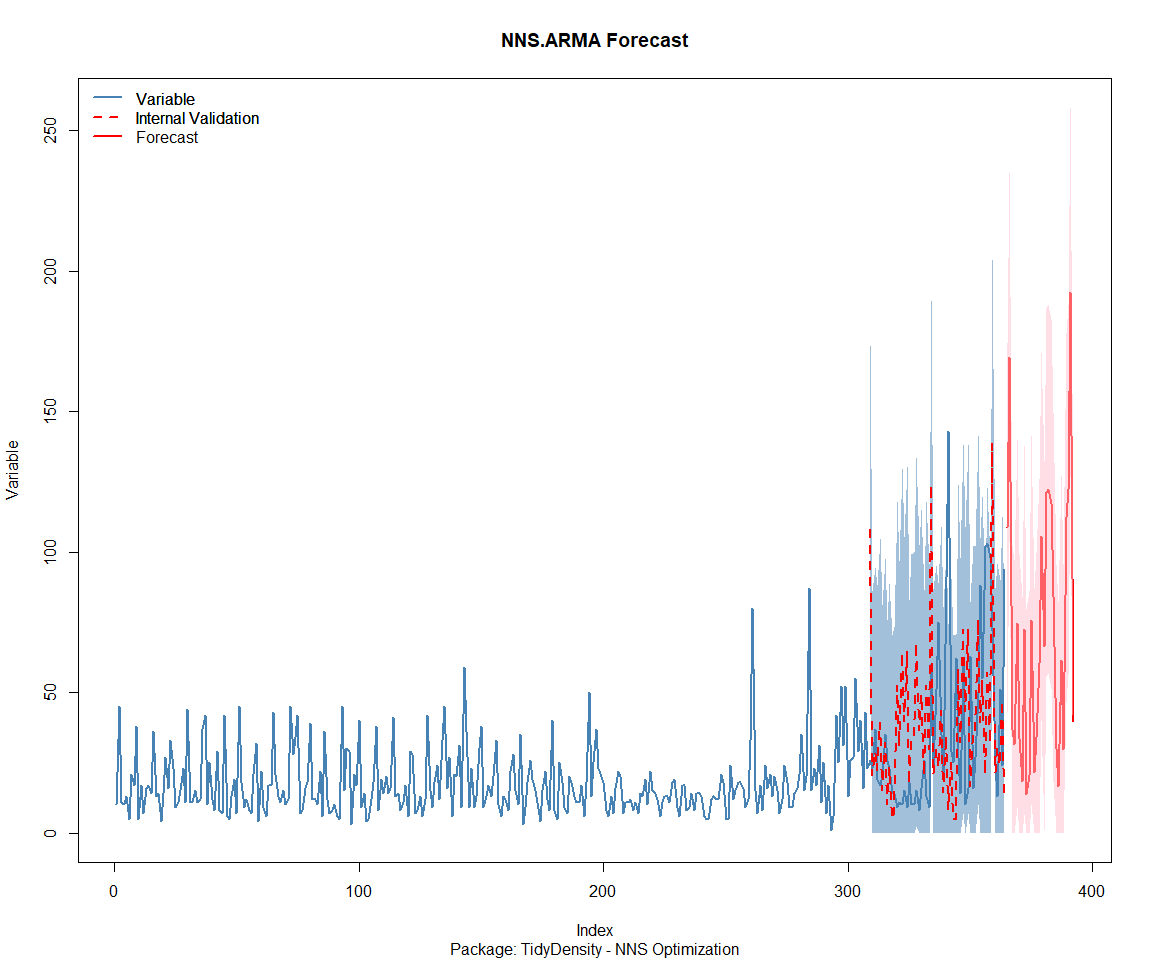 NNS.ARMA Forecast
Variable
Internal Validation
Forecast
Variable
250
200
150
100
50
0
0 100 200 300 400
Index
Package: TidyDensity - NNS Optimization